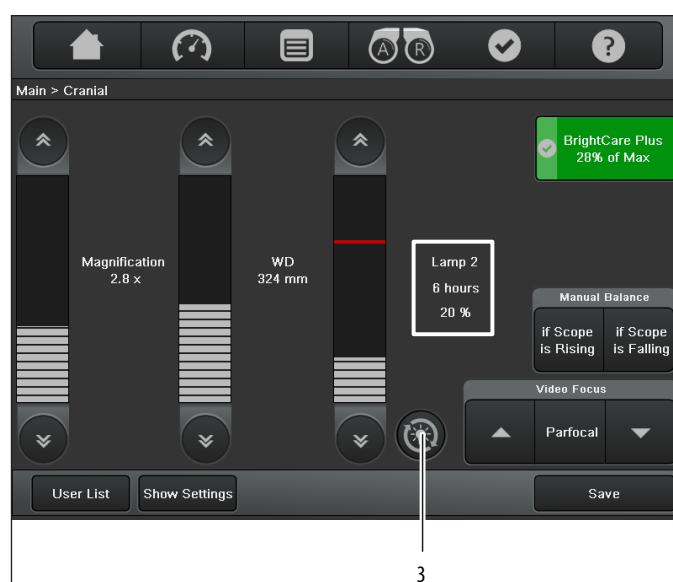 A R ?
Main > Cranial
BrightCare Plus
28% of Max
Magnification
2.8 x
WD
324 mm
Lamp 2
6 hours
20 %
Manual Balance
if Scope
is Rising
if Scope
is Falling
Video Focus
Parfocal
User List
Show Settings
Save
3